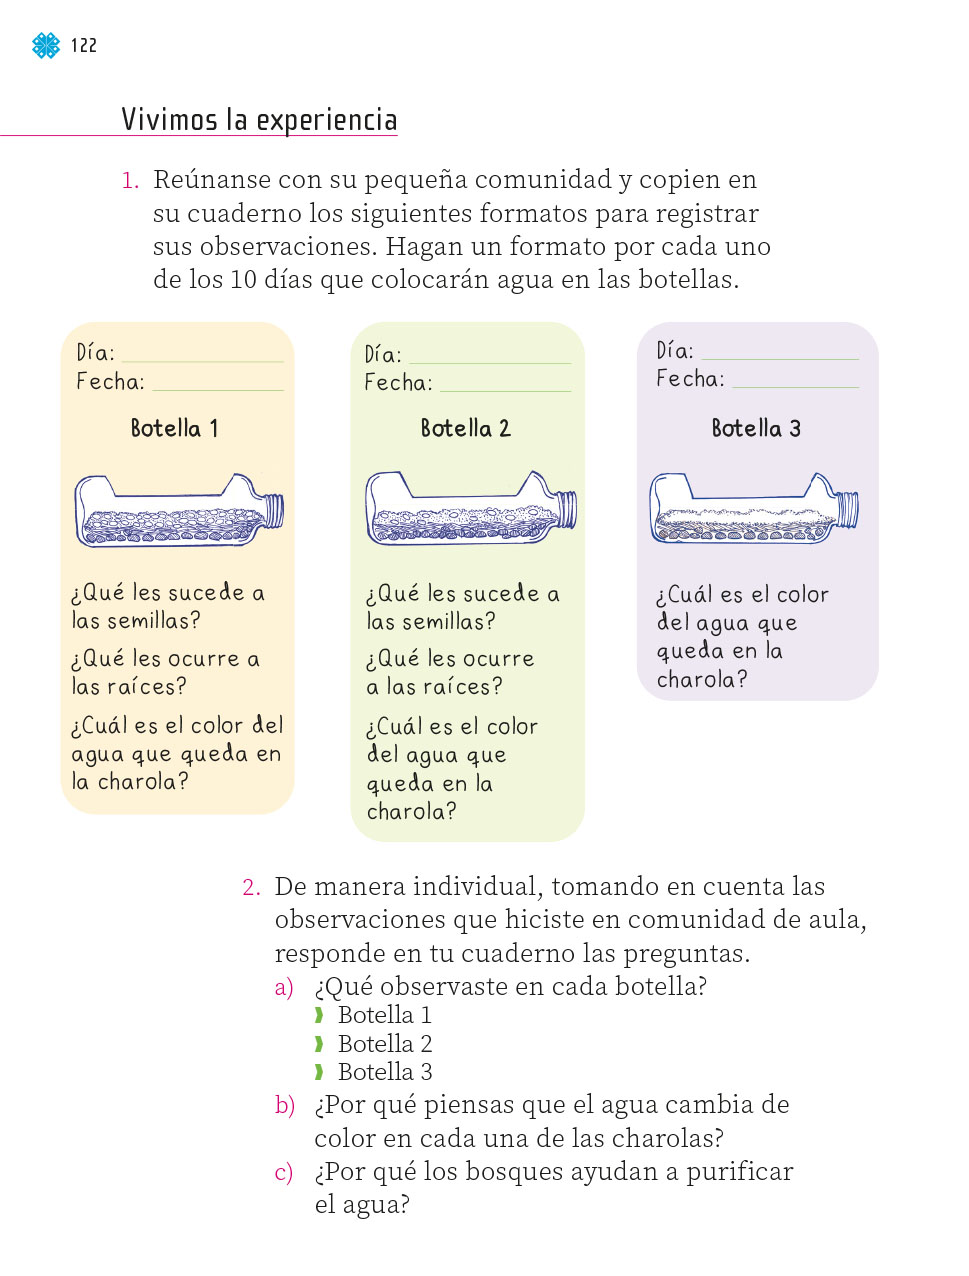 122
Vivimos la experiencia
1. Reúnanse con su pequeña comunidad y copien en
su cuaderno los siguientes formatos para registrar
sus observaciones. Hagan un formato por cada uno
de los 10 días que colocarán agua en las botellas.
Día:
Fecha:
Botella 1
¿Qué les sucede a
las semillas?
¿Qué les ocurre a
las raíces?
¿Cuál es el color del
agua que queda en
la charola?
Día:
Fecha:
Botella 2
¿Qué les sucede a
las semillas?
¿Qué les ocurre
a las raíces?
¿Cuál es el color
del agua que
queda en la
charola?
Día:
Fecha:
Botella 3
¿Cuál es el color
del agua que
queda en la
charola?
2. De manera individual, tomando en cuenta las
observaciones que hiciste en comunidad de aula,
responde en tu cuaderno las preguntas.
a) ¿Qué observaste en cada botella?
Botella 1
Botella 2
Botella 3
b) ¿Por qué piensas que el agua cambia de
color en cada una de las charolas?
c) ¿Por qué los bosques ayudan a purificar
el agua?